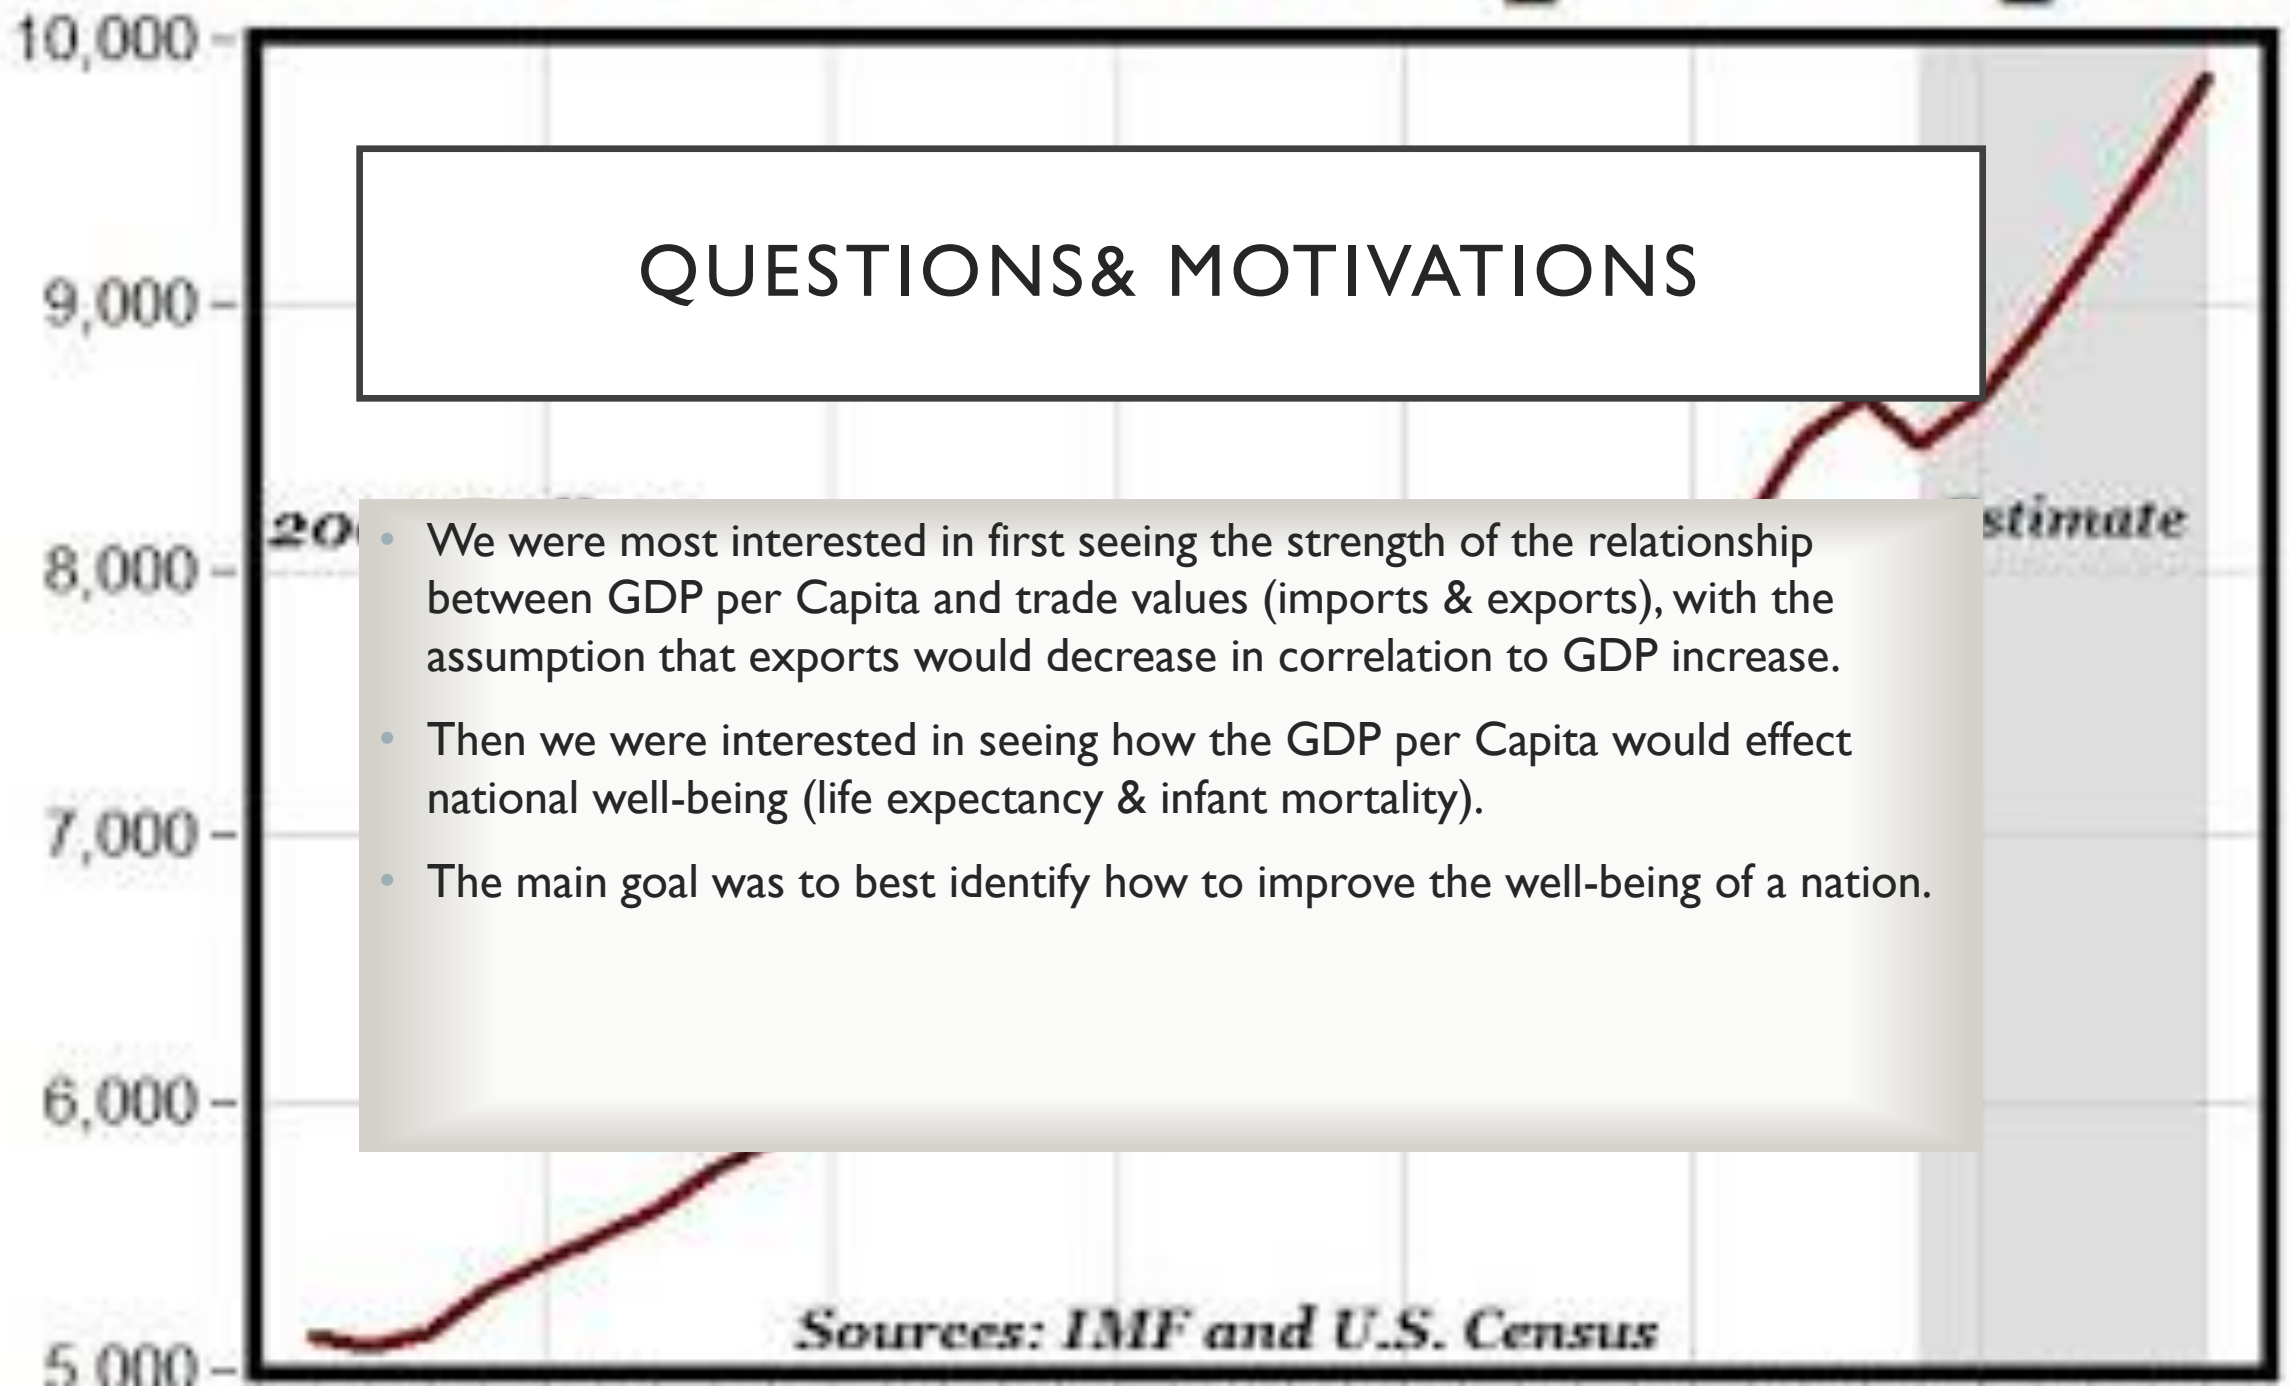 10,000
QUESTIONS& MOTIVATIONS
9,000
8,000
stimate
• We were most interested in first seeing the strength of the relationship
between GDP per Capita and trade values (imports & exports), with the
assumption that exports would decrease in correlation to GDP increase.
• Then we were interested in seeing how the GDP per Capita would effect
national well-being (life expectancy & infant mortality).
• The main goal was to best identify how to improve the well-being of a nation.
7,000
6,000
Sources: IMF and U.S. Census
5,000